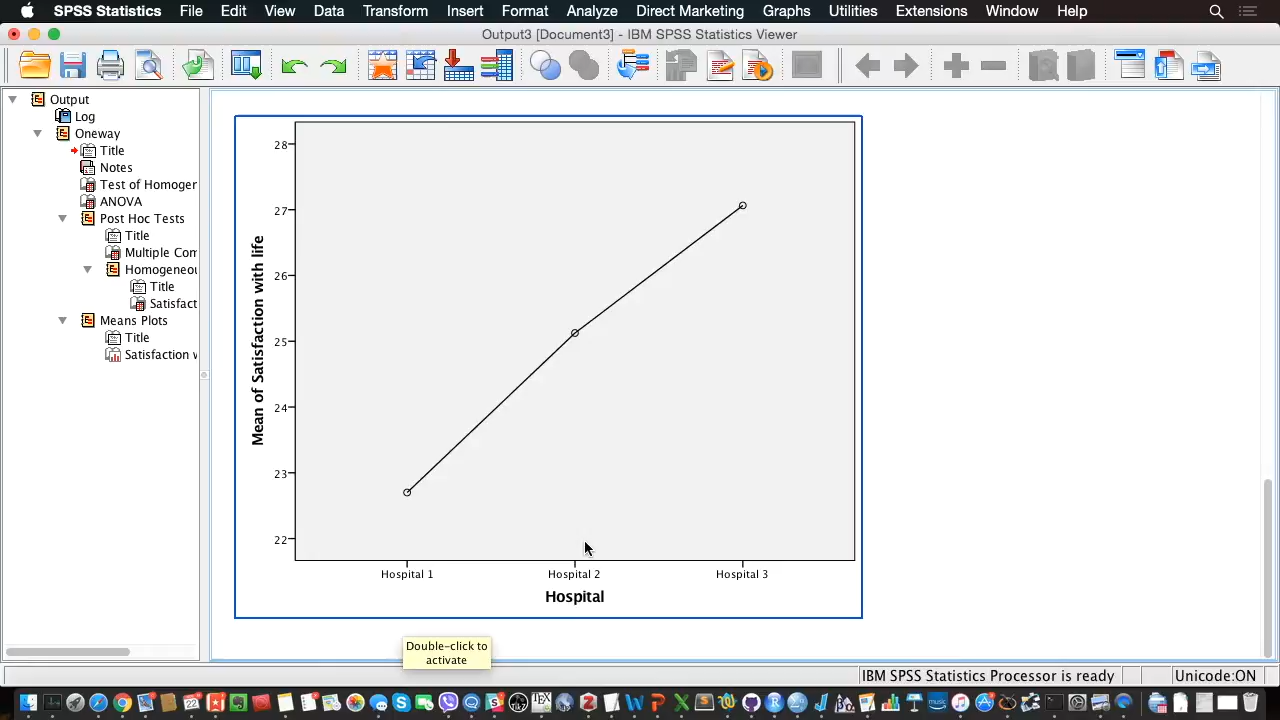 SPSS Statistics File Edit View Data Transform Insert Format Analyze Direct Marketing Graphs Utilities Extensions Window Help
Output3 [Document3] - IBM SPSS Statistics Viewer
Output
Log
Oneway
Title
Notes
Test of Homogen
ANOVA
Post Hoc Tests
Title
Multiple Com
Homogeneou
Title
Satisfact
Means Plots
Title
Satisfaction w
Mean of Satisfaction with life
28
27
26
25
24
23
22
Hospital 1 Hospital 2 Hospital 3
Hospital
Double-click to
activate
IBM SPSS Statistics Processor is ready Unicode:ON